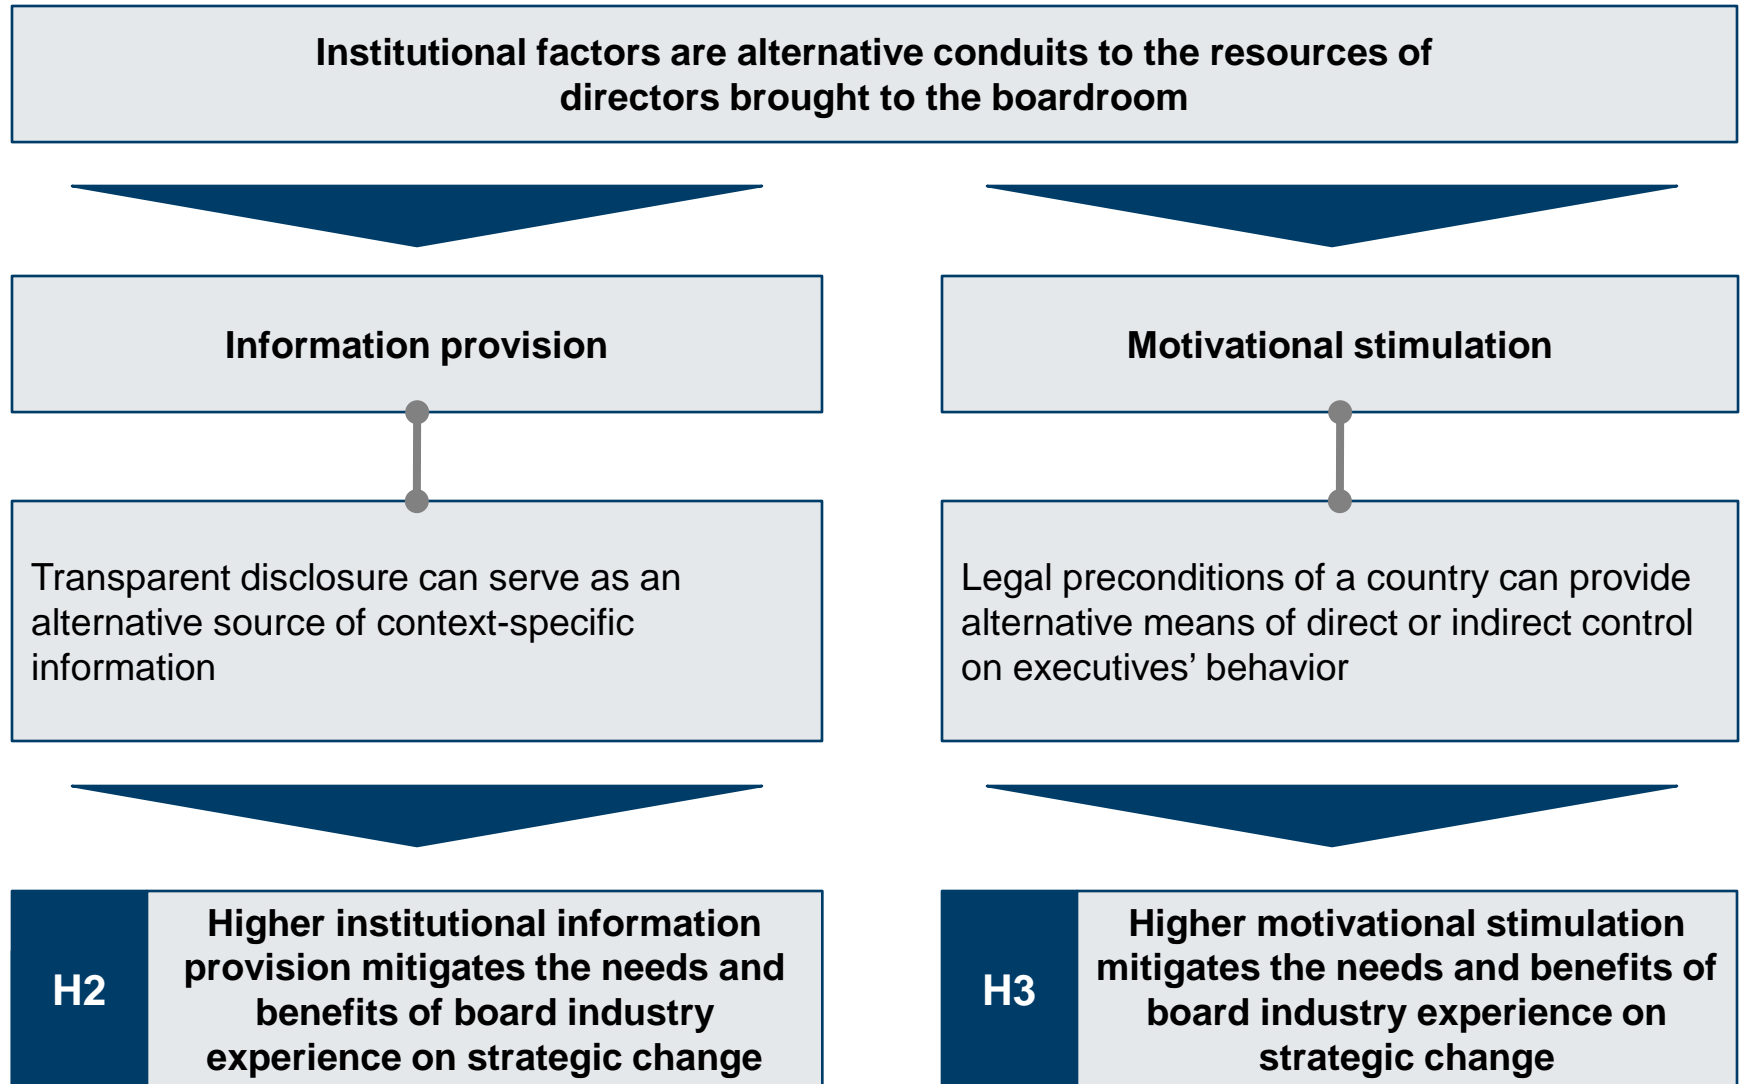 Institutional factors are alternative conduits to the resources of
directors brought to the boardroom
Information provision
Motivational stimulation
Transparent disclosure can serve as an
alternative source of context-specific
information
Legal preconditions of a country can provide
alternative means of direct or indirect control
on executives’ behavior
H2
Higher institutional information
provision mitigates the needs and
benefits of board industry
experience on strategic change
H3
Higher motivational stimulation
mitigates the needs and benefits of
board industry experience on
strategic change